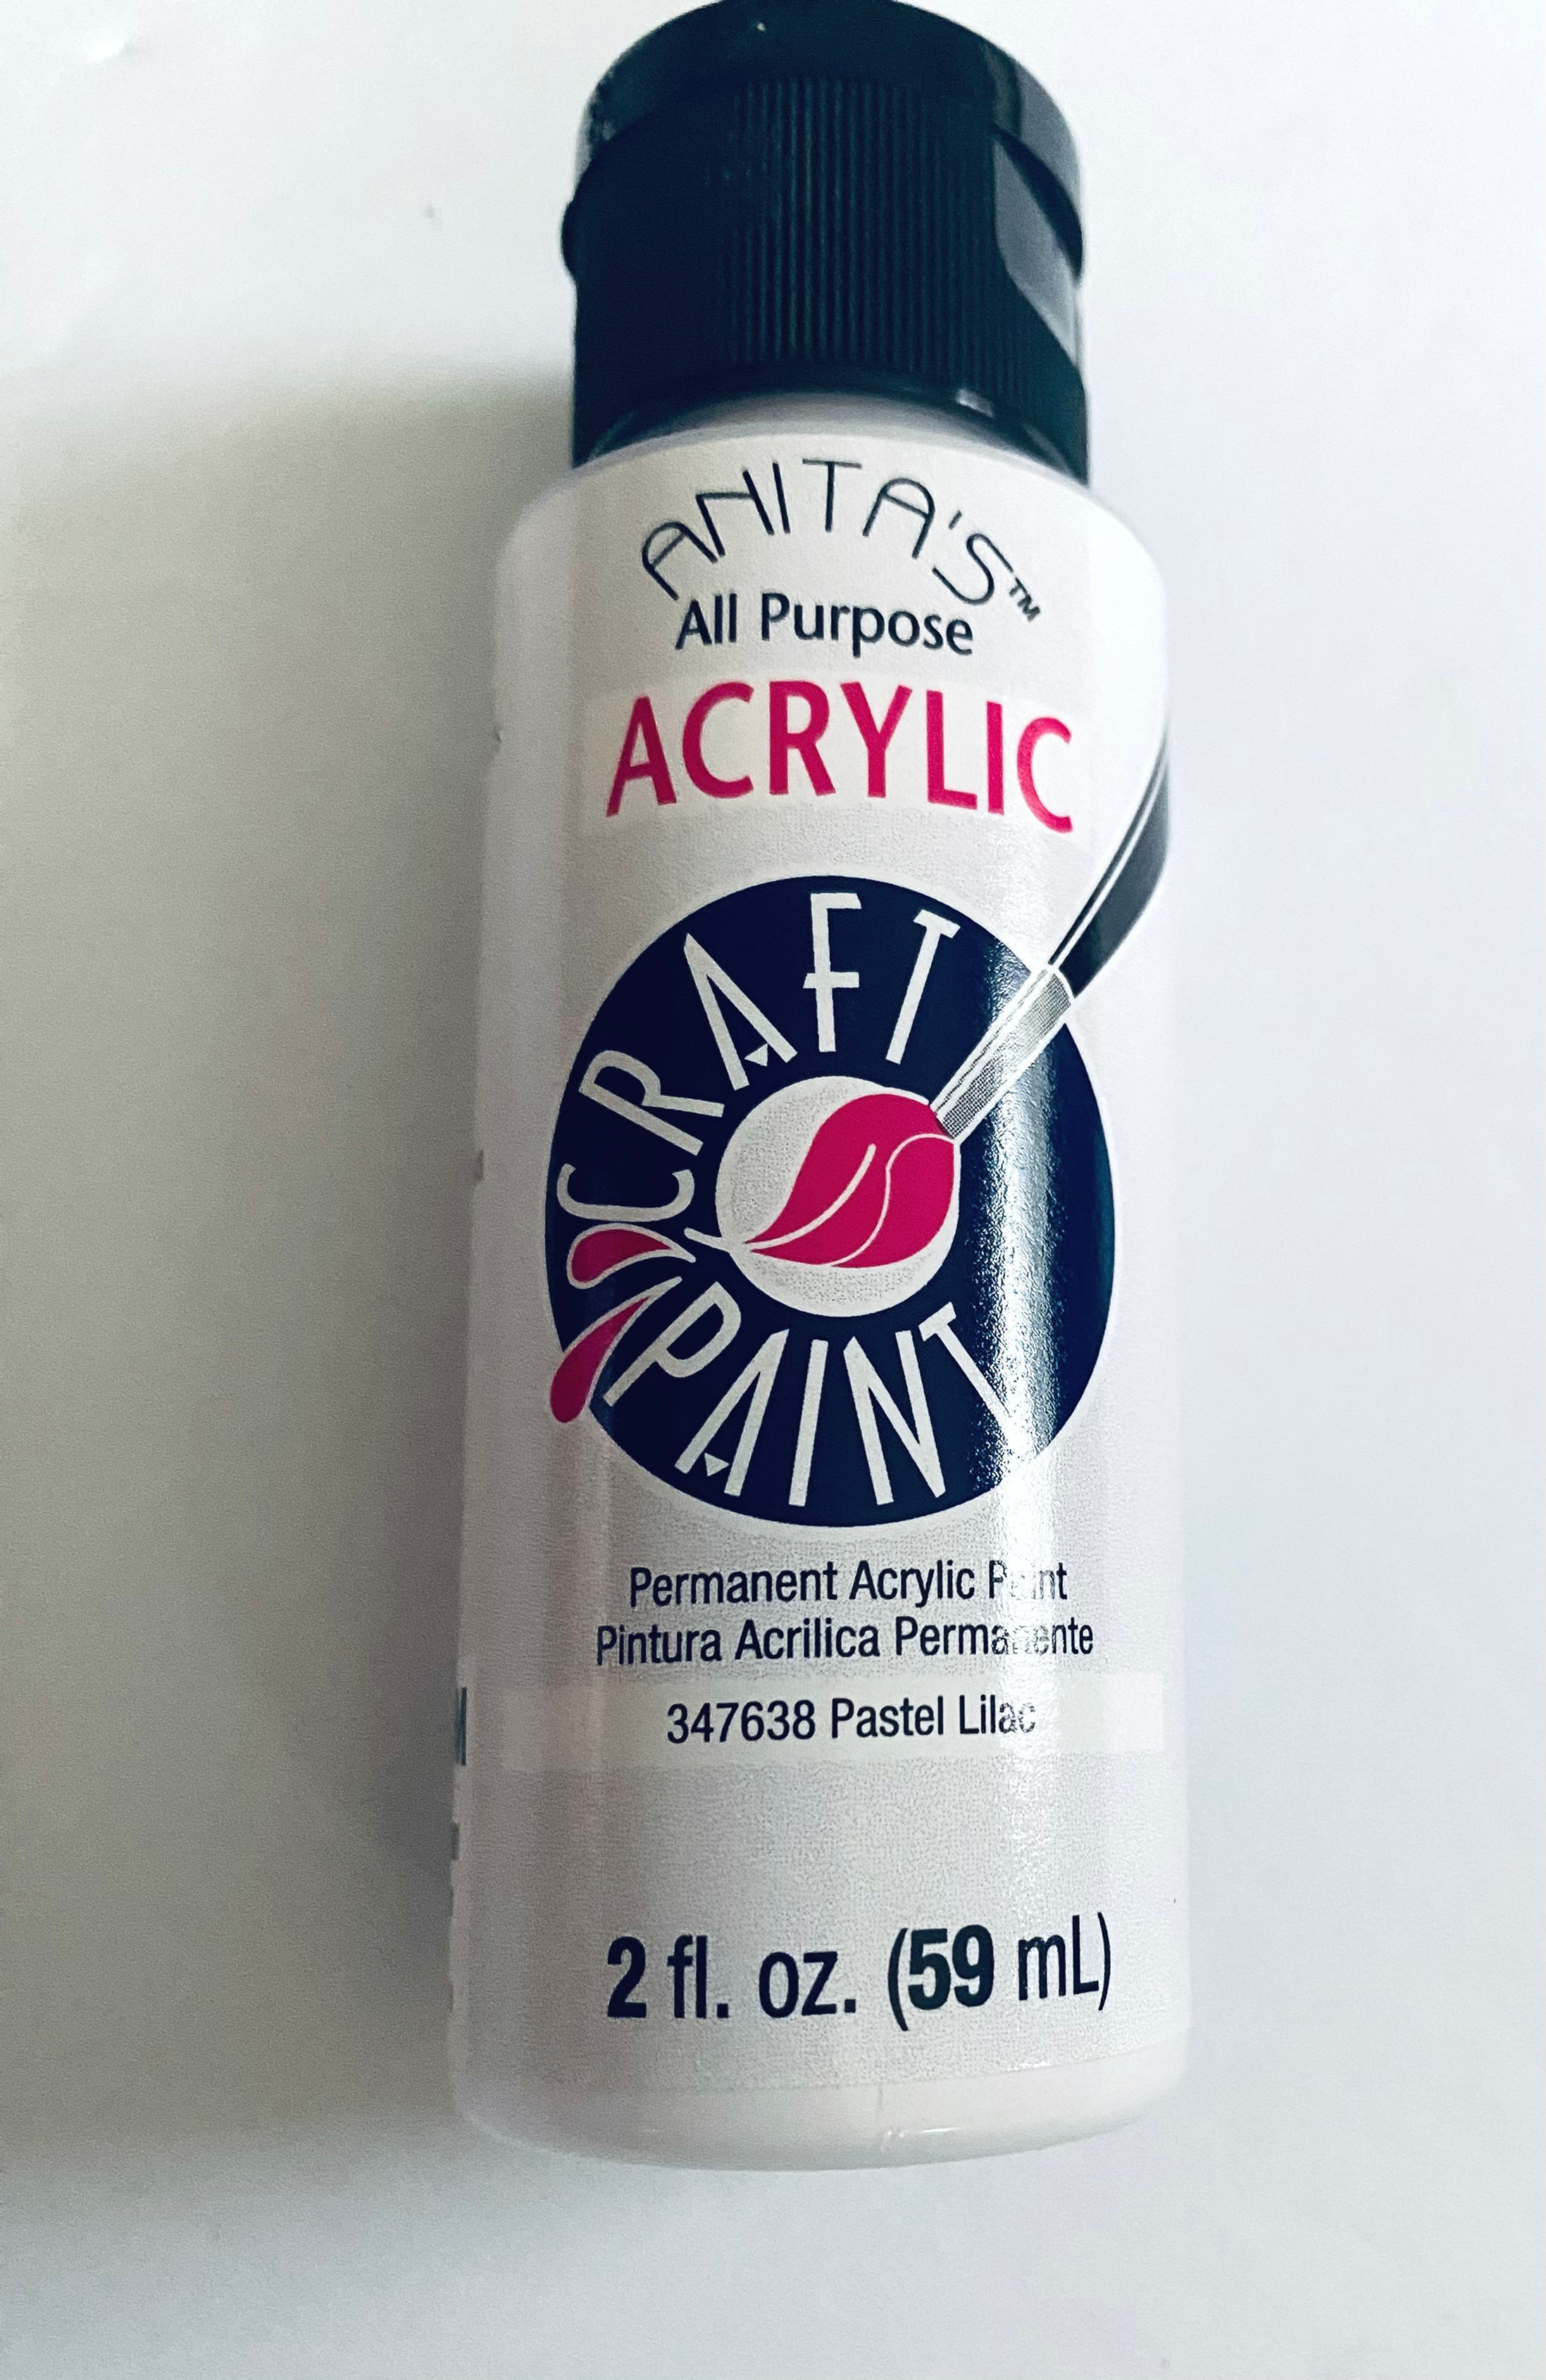 ANITA'S™
All Purpose
ACRYLIC
CRAFT
PAINT
Permanent Acrylic Paint
Pintura Acrilica Permanente
347638 Pastel Lilac
2 fl. oz. (59 mL)